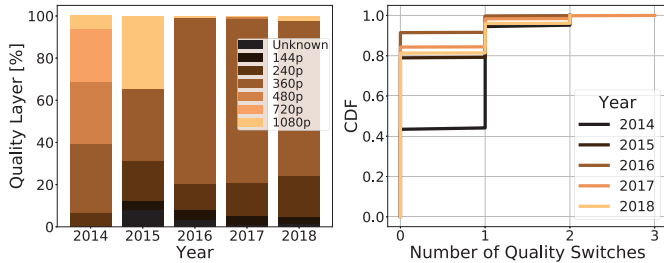 Quality Layer [%]
100
80
60
40
20
0
Unknown
144p
240p
360p
480p
720p
1080p
2014 2015 2016 2017 2018
Year
CDF
1.0
0.8
0.6
0.4
0.2
0.0
Year
2014
2015
2016
2017
2018
0 1 2 3
Number of Quality Switches